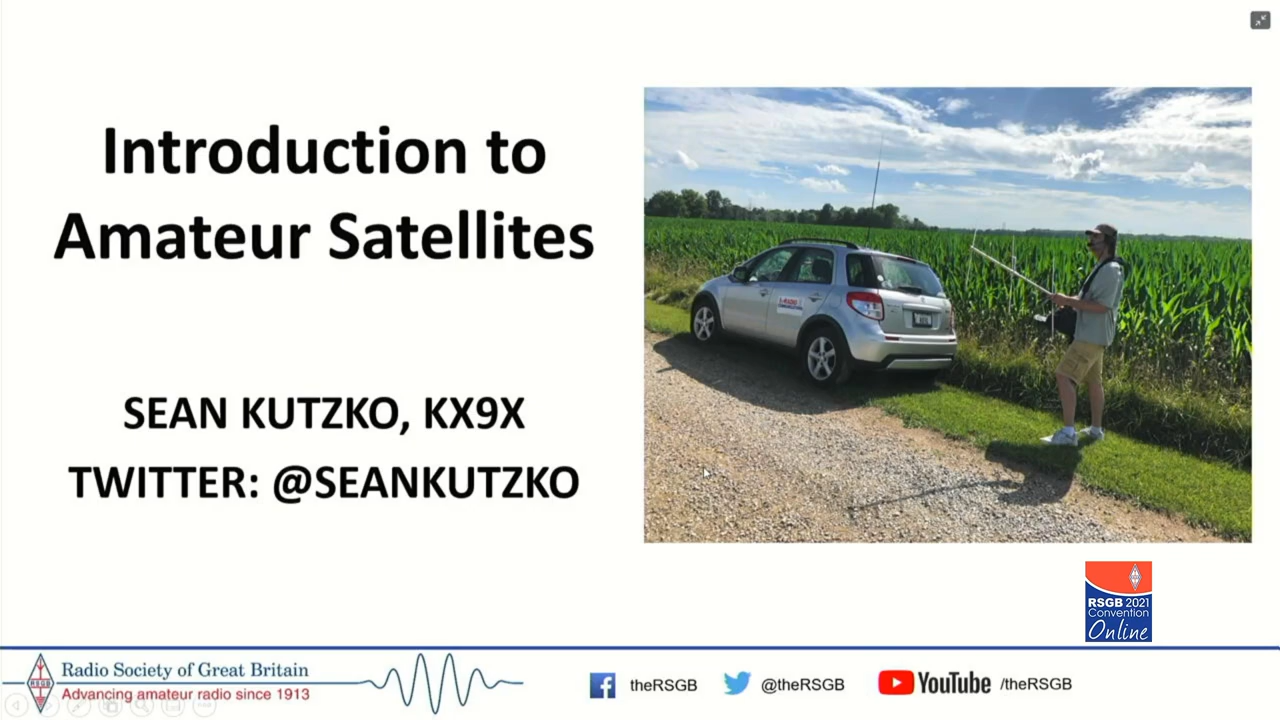 Introduction to
Amateur Satellites
SEAN KUTZKO, KX9X
TWITTER: @SEANKUTZKO
RSGB 2021
Convention
Online
RSGB
Radio Society of Great Britain
Advancing amateur radio since 1913
theRSGB
@theRSGB
YouTube /theRSGB